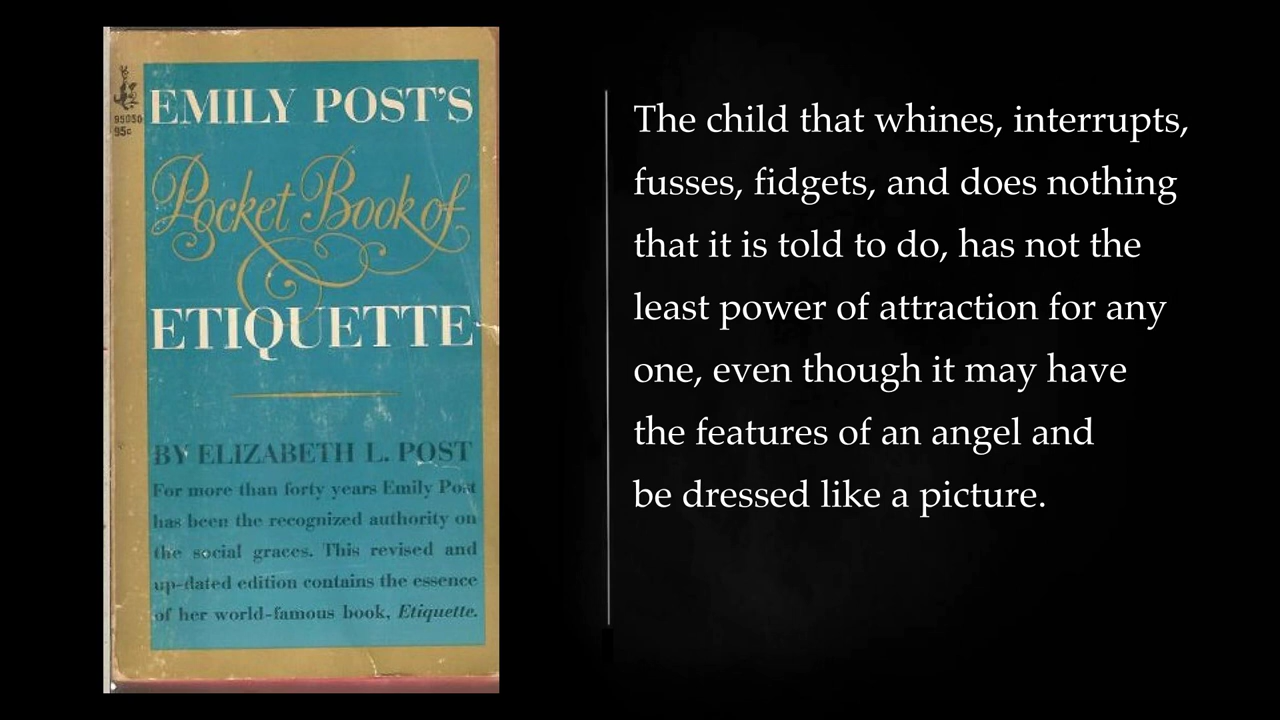 95050
95c
EMILY POST'S
Pocket Book of
ETIQUETTE
BY ELIZABETH L. POST
For more than forty years Emily Post
has been the recognized authority on
the social graces. This revised and
up-dated edition contains the essence
of her world-famous book, Etiquette.
The child that whines, interrupts,
fusses, fidgets, and does nothing
that it is told to do, has not the
least power of attraction for any
one, even though it may have
the features of an angel and
be dressed like a picture.